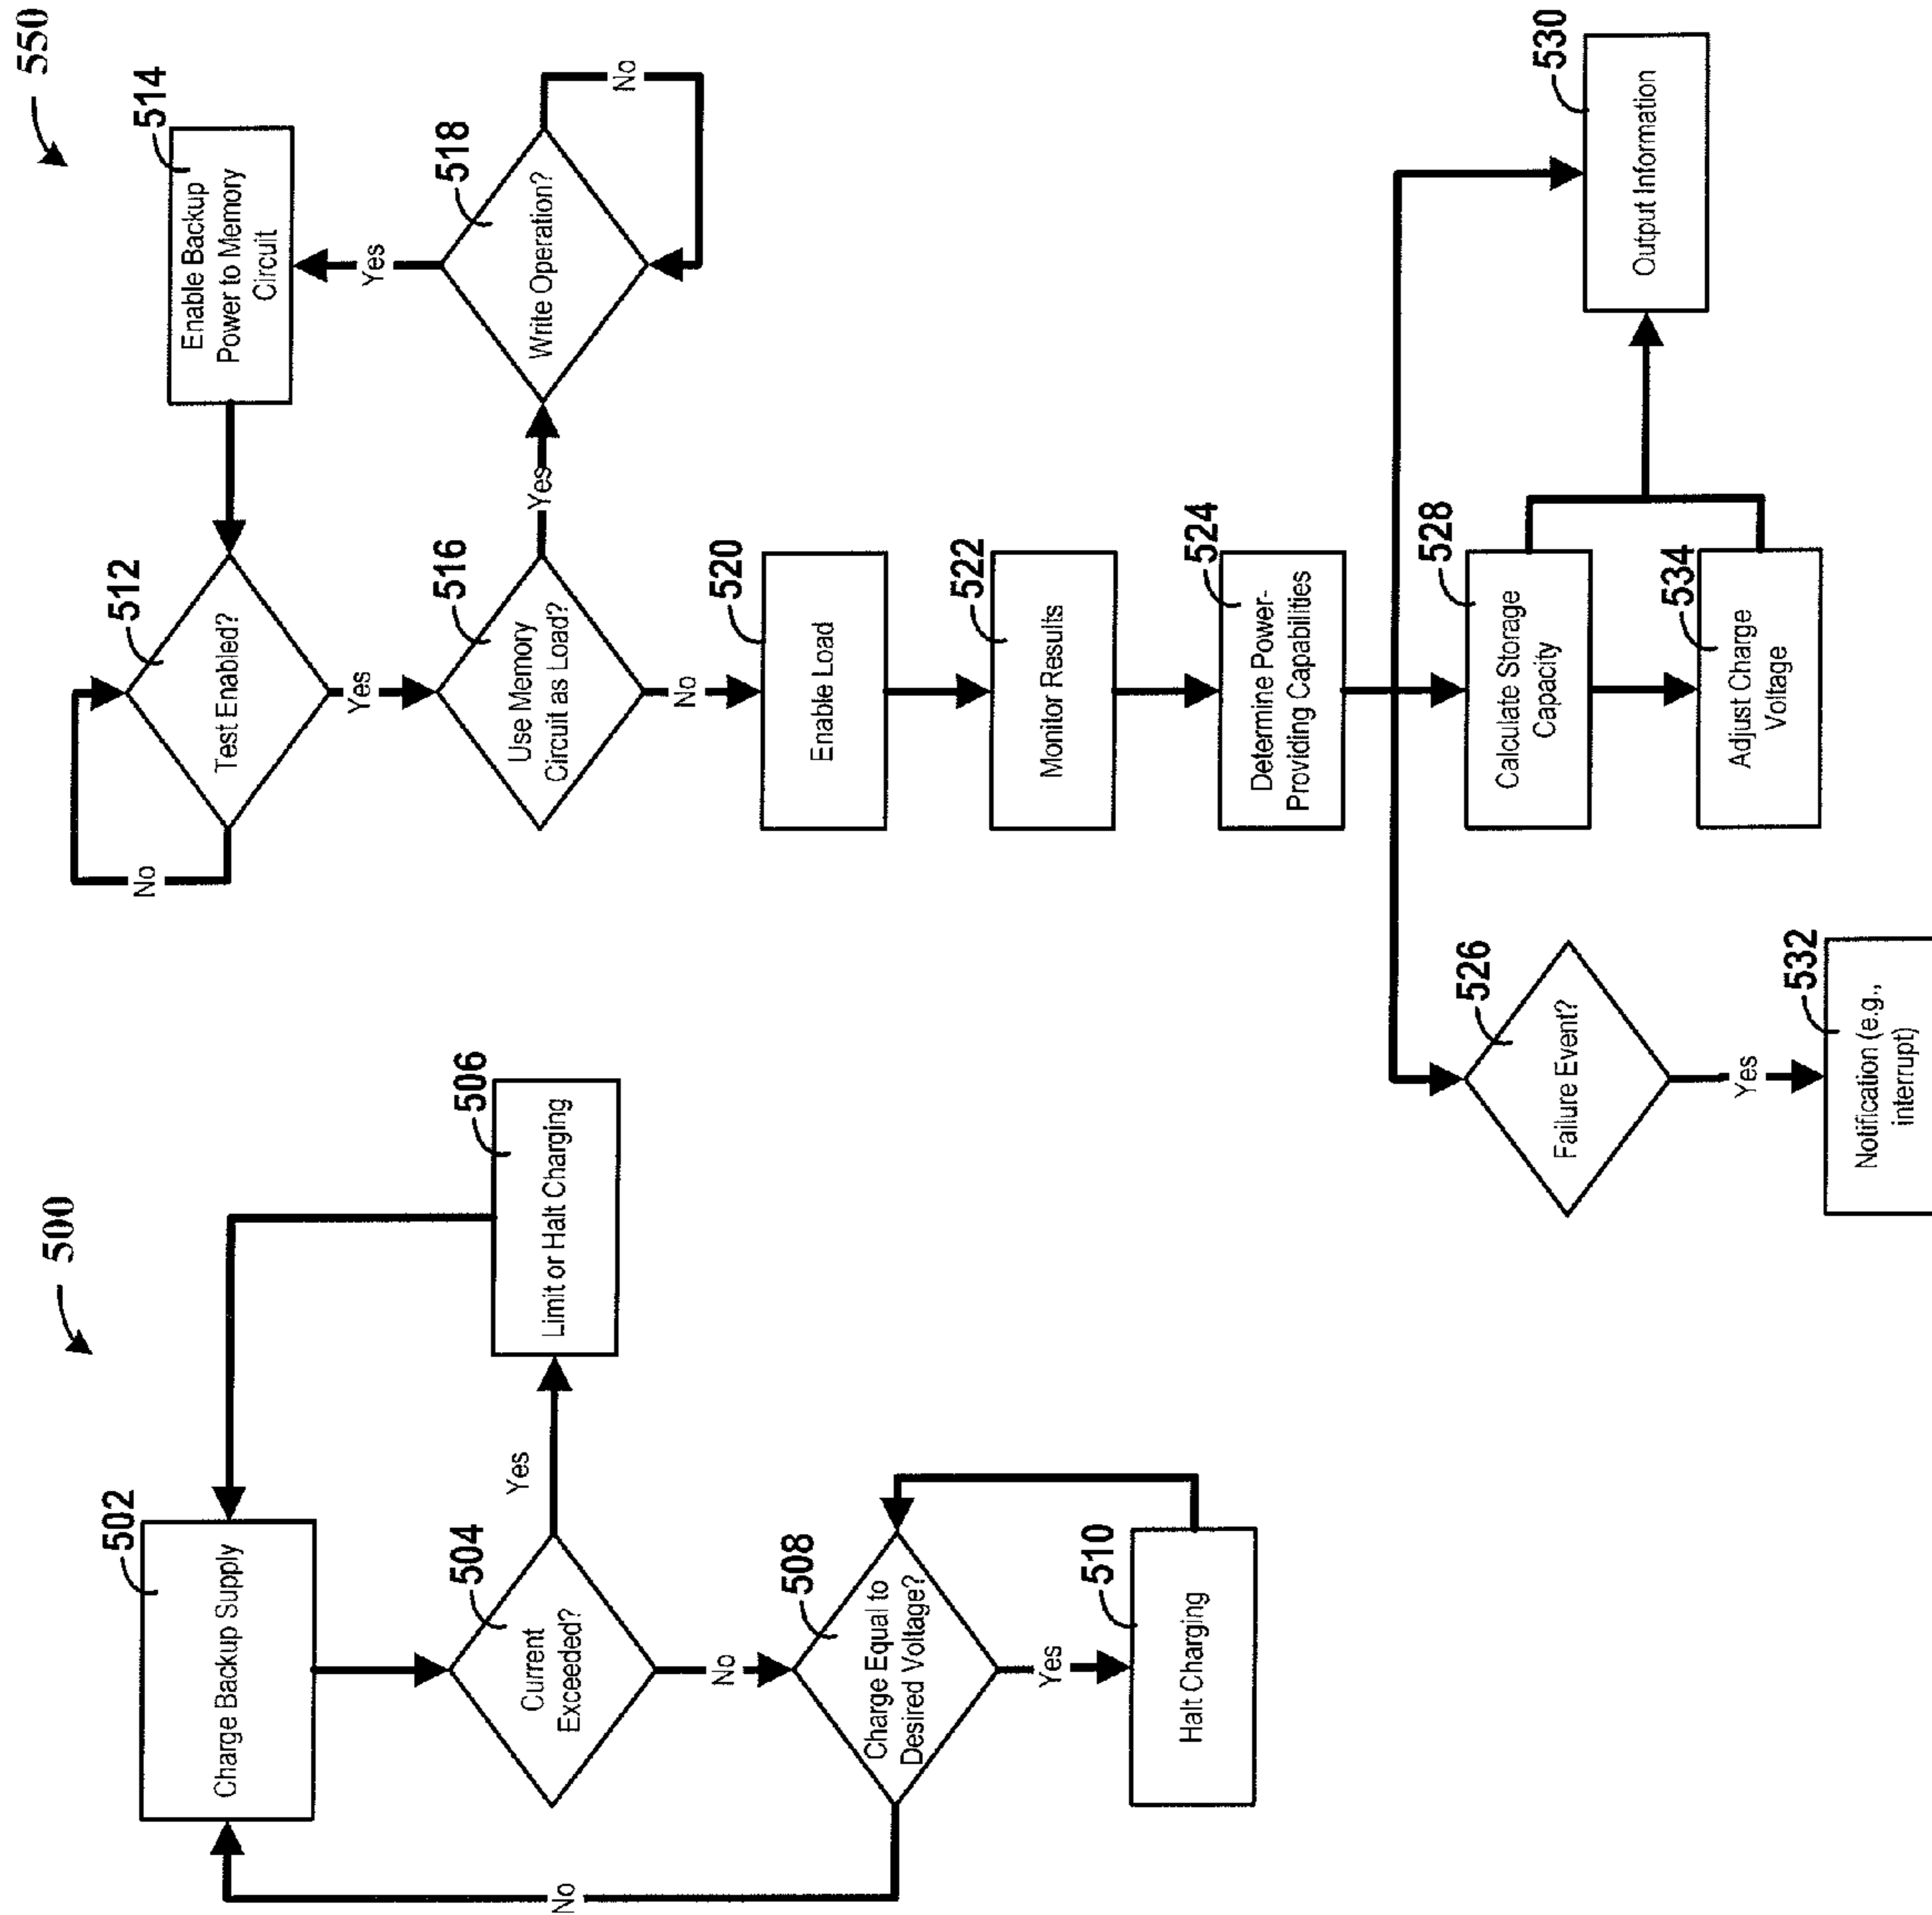 500
502
Charge Backup Supply
504
Current
Exceeded?
Yes
506
Limit or Halt Charging
No
508
Charge Equal to
Desired Voltage?
No
Yes
510
Halt Charging
550
512
Test Enabled?
No
Yes
514
Enable Backup
Power to Memory
Circuit
516
Use Memory
Circuit as Load?
Yes
518
Write Operation?
Yes
No
No
520
Enable Load
522
Monitor Results
524
Determine Power-
Providing Capabilities
526
Failure Event?
Yes
532
Notification (e.g.,
interrupt)
528
Calculate Storage
Capacity
534
Adjust Charge
Voltage
530
Output Information